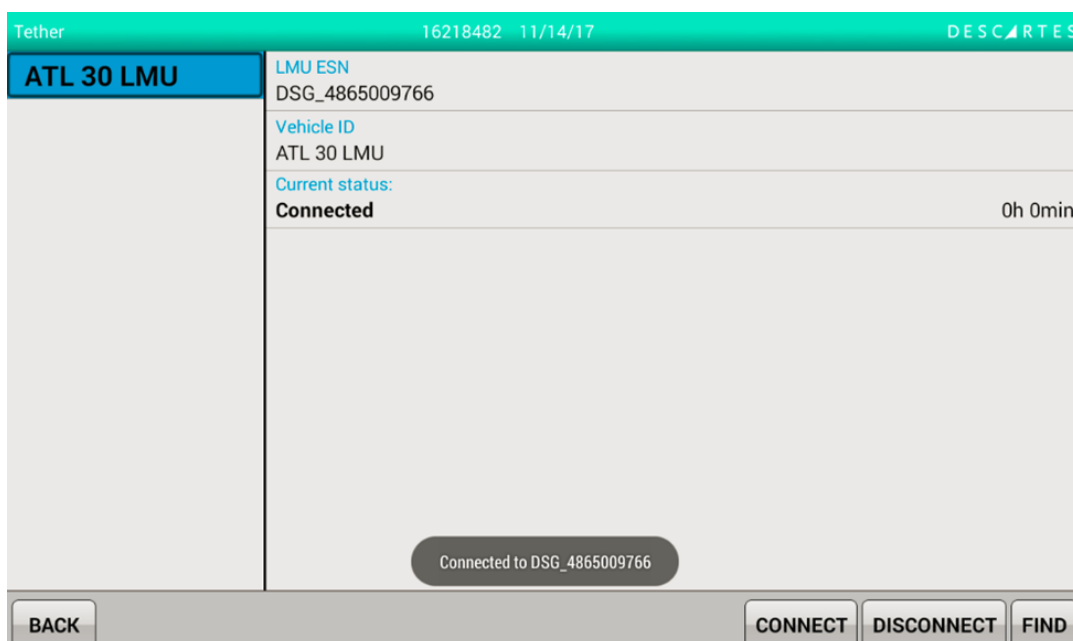 Tether 16218482 11/14/17 DESCARTES
ATL 30 LMU
LMU ESN
DSG_4865009766
Vehicle ID
ATL 30 LMU
Current status:
Connected 0h 0min
Connected to DSG_4865009766
BACK CONNECT DISCONNECT FIND